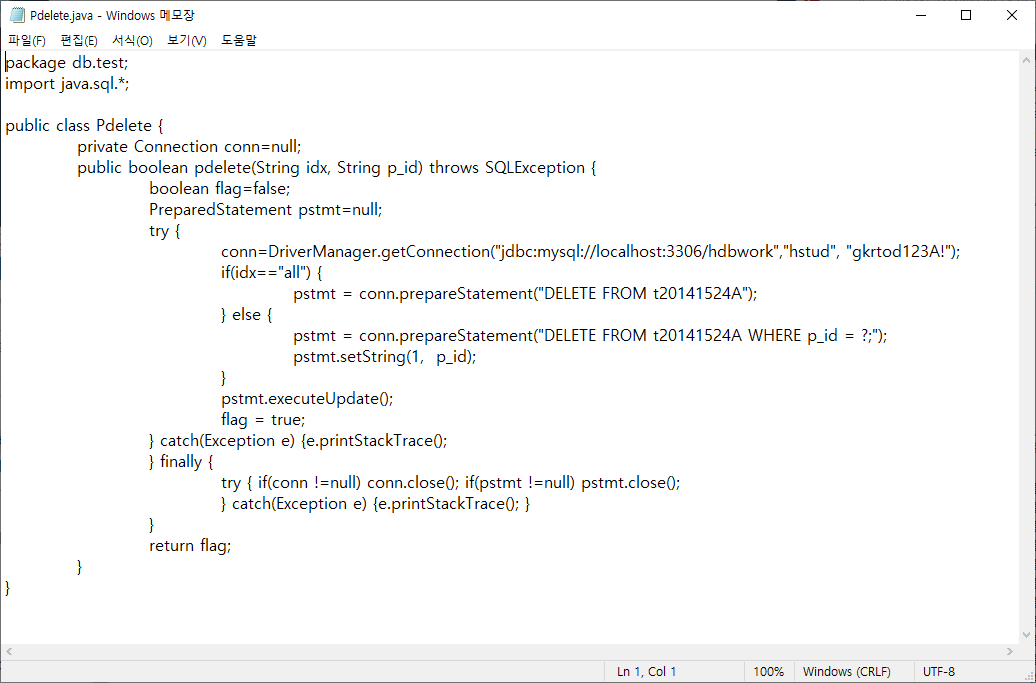 Pdelete.java - Windows 메모장
파일(F) 편집(E) 서식(O) 보기(V) 도움말
package db.test;
import java.sql.*;

public class Pdelete {
	private Connection conn=null;
	public boolean pdelete(String idx, String p_id) throws SQLException {
		boolean flag=false;
		PreparedStatement pstmt=null;
		try {
			conn=DriverManager.getConnection("jdbc:mysql://localhost:3306/hdbwork","hstud", "gkrtod123A!");
			if(idx=="all") {
				pstmt = conn.prepareStatement("DELETE FROM t20141524A");
			} else {
				pstmt = conn.prepareStatement("DELETE FROM t20141524A WHERE p_id = ?;");
				pstmt.setString(1,  p_id);
			}
			pstmt.executeUpdate();
			flag = true;
		} catch(Exception e) {e.printStackTrace();
		} finally {
			try { if(conn !=null) conn.close(); if(pstmt !=null) pstmt.close();
			} catch(Exception e) {e.printStackTrace(); }
		}
		return flag;
	}
}
Ln 1, Col 1 100% Windows (CRLF) UTF-8